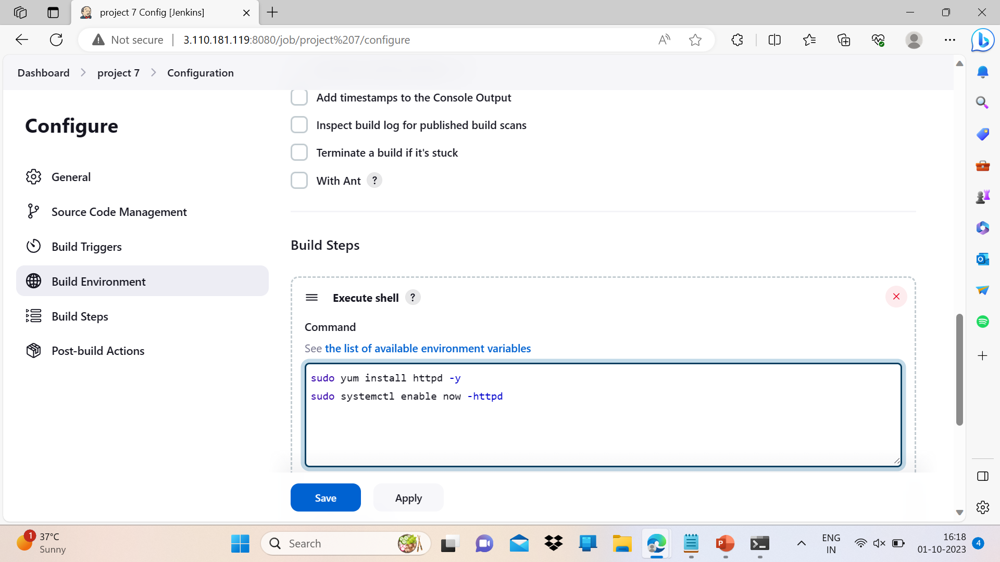 project 7 Config [Jenkins]
Not secure
3.110.181.119:8080/job/project%207/configure
Dashboard
project 7
Configuration
Configure
General
Source Code Management
Build Triggers
Build Environment
Build Steps
Post-build Actions
Add timestamps to the Console Output
Inspect build log for published build scans
Terminate a build if it's stuck
With Ant ?
Build Steps
Execute shell ?
Command
See the list of available environment variables
sudo yum install httpd -y
sudo systemctl enable now -httpd
Save
Apply
1
37°C
Sunny
Search
ENG
IN
16:18
01-10-2023
4